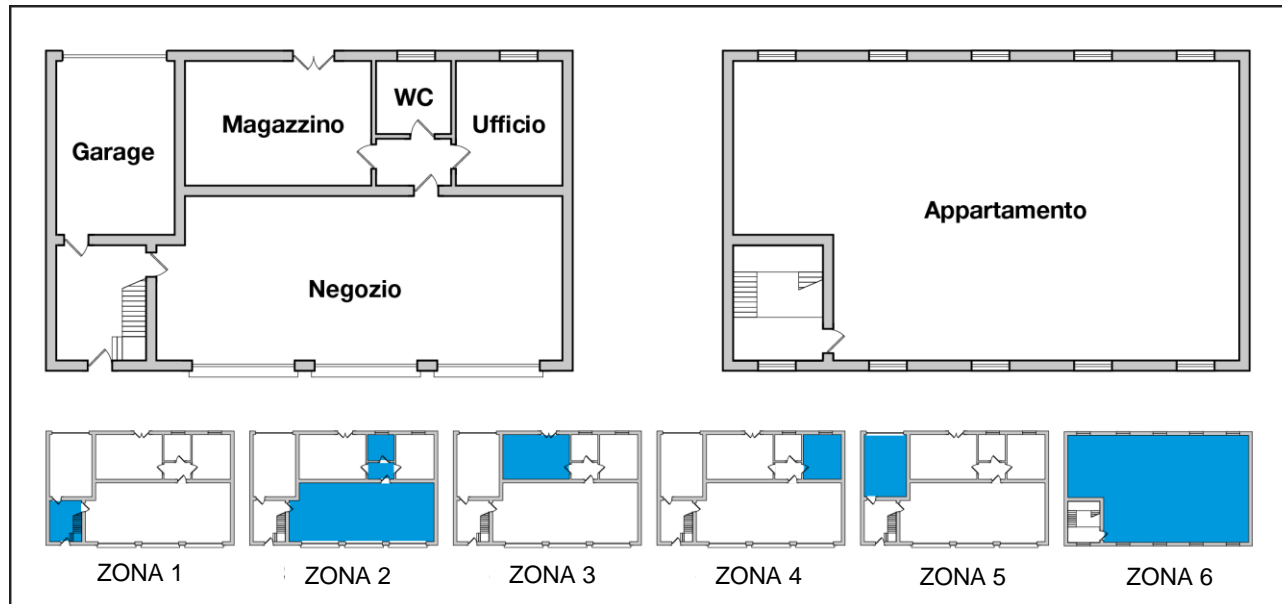 Garage
Magazzino
WC
Ufficio
Negozio
Appartamento
ZONA 1
ZONA 2
ZONA 3
ZONA 4
ZONA 5
ZONA 6